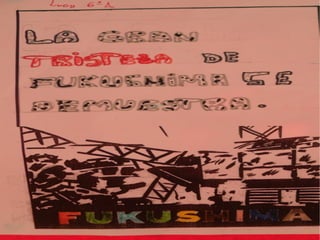 LA GRAN
TRISTEZA DE
FUKUSHIMA SE
DEMUESTRA.
FUKUSHIMA